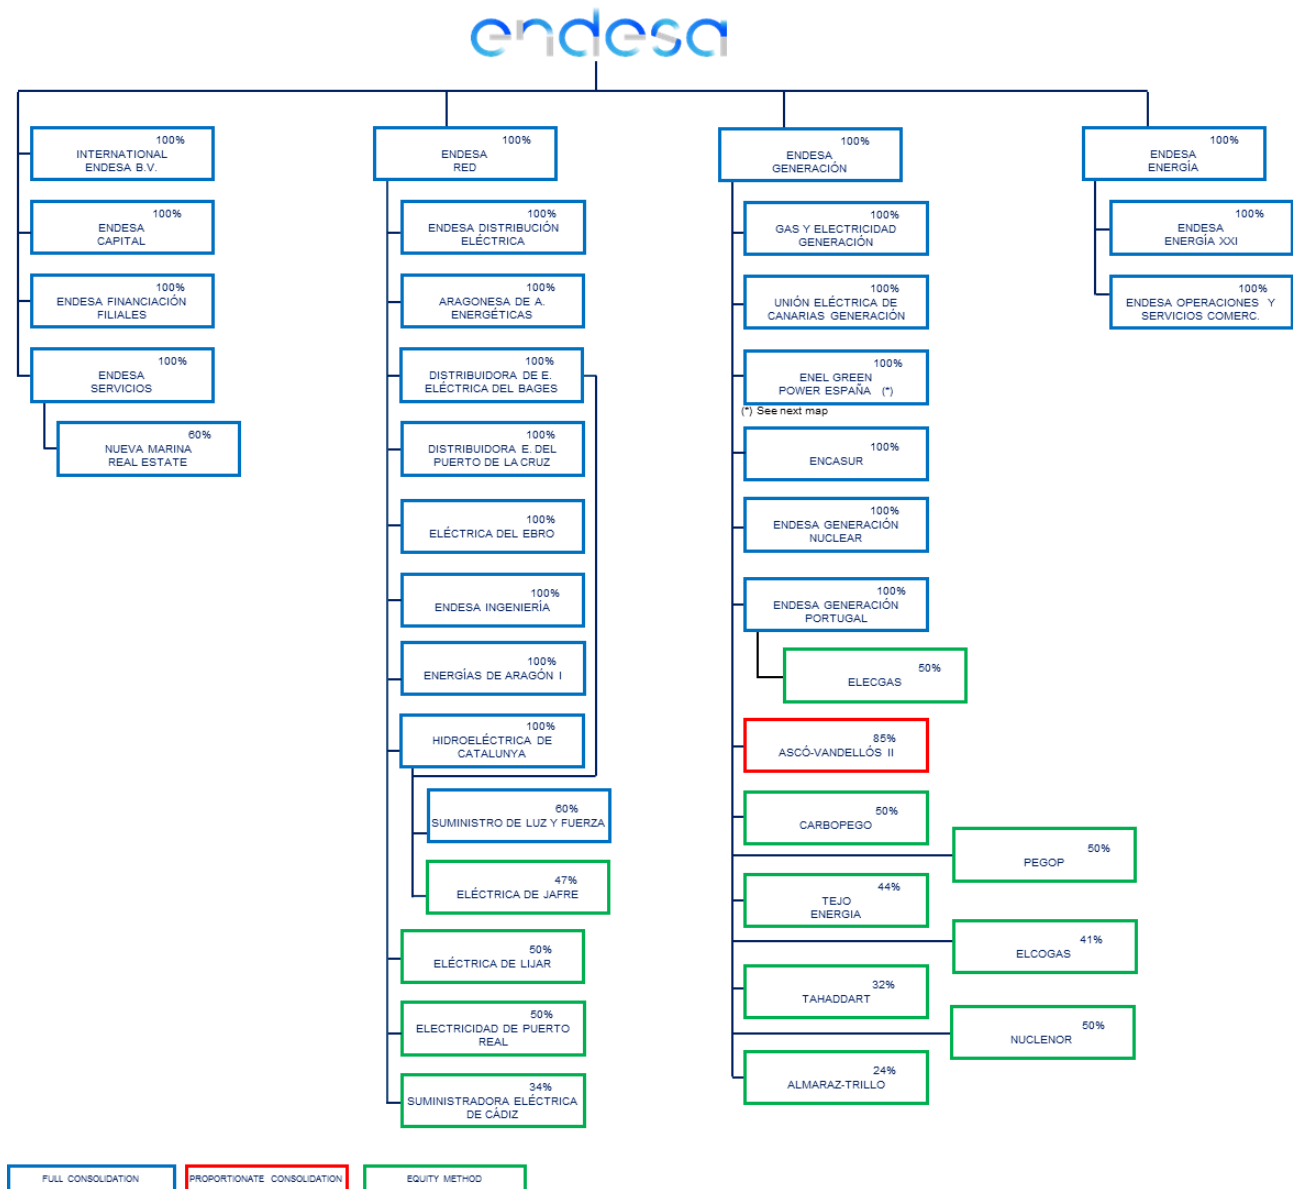 endesa
100%
INTERNATIONAL
ENDESA B.V.
100%
ENDESA
CAPITAL
100%
ENDESA FINANCIACIÓN
FILIALES
100%
ENDESA
SERVICIOS
60%
NUEVA MARINA
REAL ESTATE
100%
ENDESA
RED
100%
ENDESA DISTRIBUCIÓN
ELÉCTRICA
100%
ARAGONESA DE A.
ENERGÉTICAS
100%
DISTRIBUIDORA DE E.
ELÉCTRICA DEL BAGES
100%
DISTRIBUIDORA E. DEL
PUERTO DE LA CRUZ
100%
ELÉCTRICA DEL EBRO
100%
ENDESA INGENIERÍA
100%
ENERGÍAS DE ARAGÓN I
100%
HIDROELÉCTRICA DE
CATALUNYA
60%
SUMINISTRO DE LUZ Y FUERZA
47%
ELÉCTRICA DE JAFRE
50%
ELÉCTRICA DE LIJAR
50%
ELECTRICIDAD DE PUERTO
REAL
34%
SUMINISTRADORA ELÉCTRICA
DE CÁDIZ
100%
ENDESA
GENERACIÓN
100%
GAS Y ELECTRICIDAD
GENERACIÓN
100%
UNIÓN ELÉCTRICA DE
CANARIAS GENERACIÓN
100%
ENEL GREEN
POWER ESPAÑA (*)
(*) See next map
100%
ENCASUR
100%
ENDESA GENERACIÓN
NUCLEAR
100%
ENDESA GENERACIÓN
PORTUGAL
50%
ELECGAS
85%
ASCÓ-VANDELLÓS II
50%
CARBOPEGO
50%
PEGOP
44%
TEJO
ENERGIA
41%
ELCOGAS
32%
TAHADDART
50%
NUCLENOR
24%
ALMARAZ-TRILLO
100%
ENDESA
ENERGÍA
100%
ENDESA
ENERGÍA XXI
100%
ENDESA OPERACIONES Y
SERVICIOS COMERC.
FULL CONSOLIDATION
PROPORTIONATE CONSOLIDATION
EQUITY METHOD